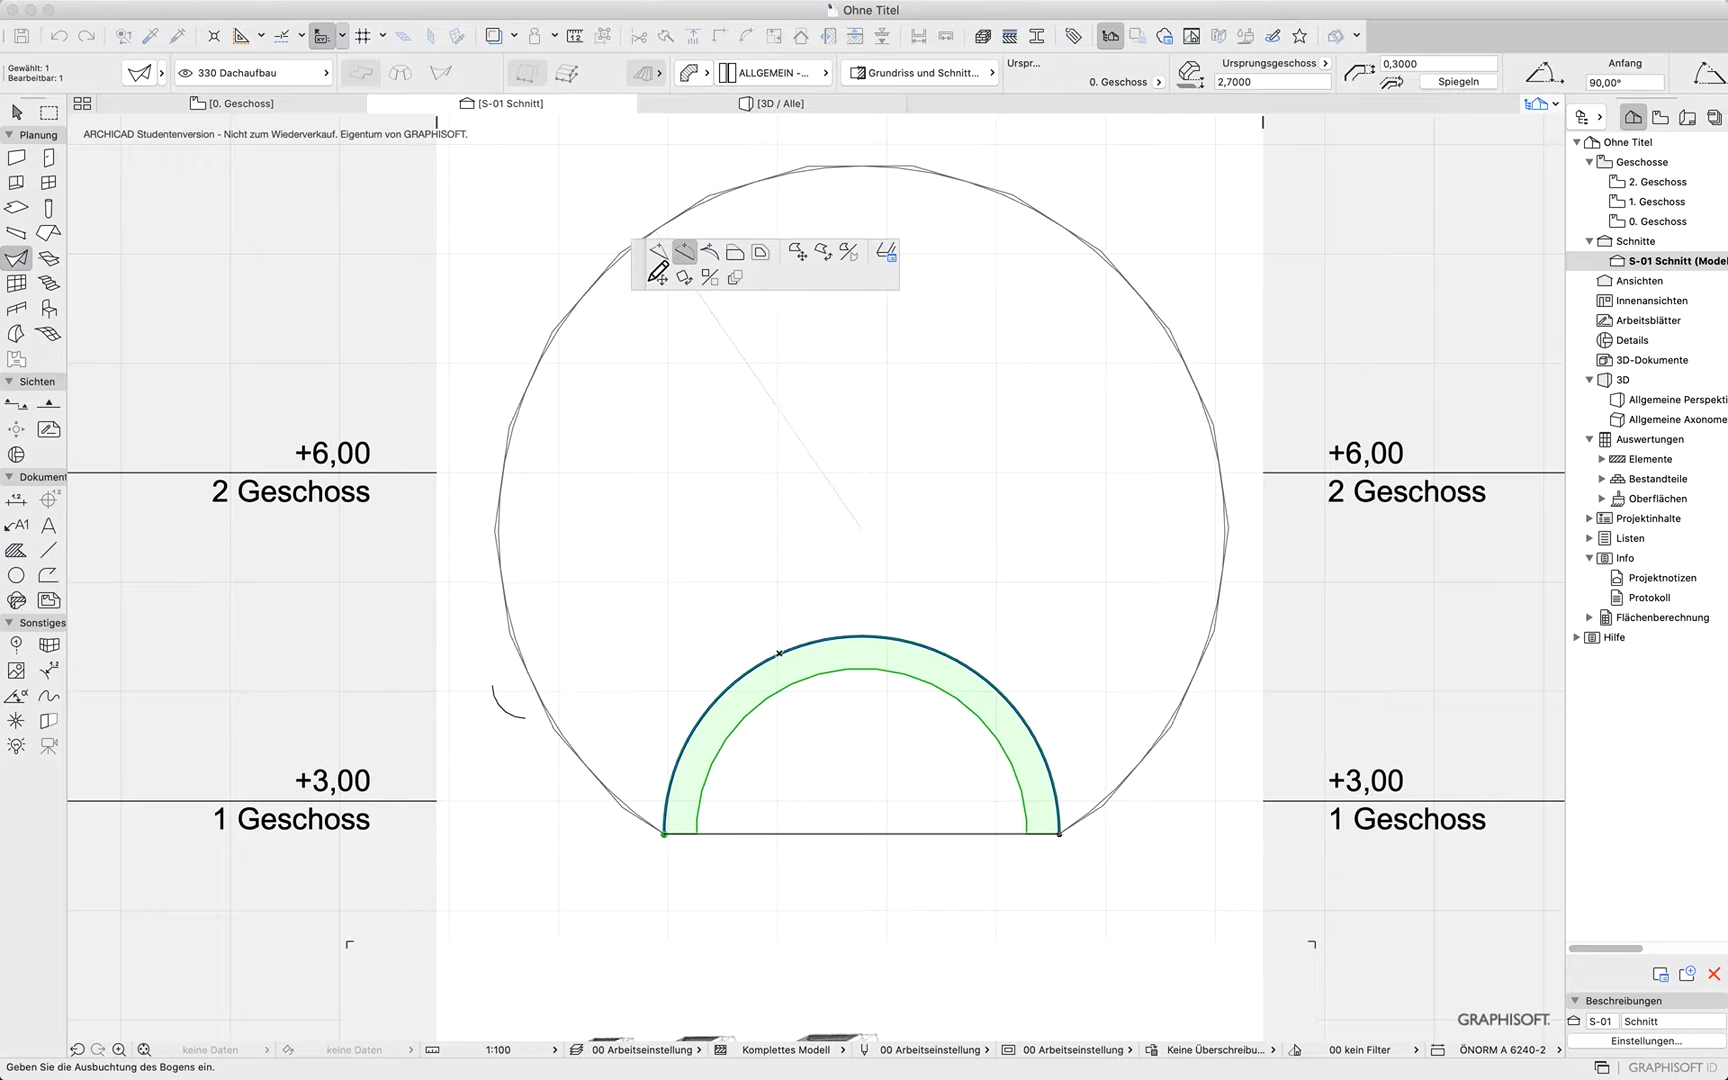 Ohne Titel
Gewählt: 1
Bearbeitbar: 1
330 Dachaufbau
ALLGEMEIN -...
Grundriss und Schnitt...
Urspr...
0. Geschoss
Ursprungsgeschoss
2,7000
0,3000
Spiegeln
Anfang
90,00°
[0. Geschoss]
[S-01 Schnitt]
[3D / Alle]
ARCHICAD Studentenversion - Nicht zum Wiederverkauf. Eigentum von GRAPHISOFT.
Planung
Sichten
Dokument
Sonstiges
+6,00
2 Geschoss
+3,00
1 Geschoss
+6,00
2 Geschoss
+3,00
1 Geschoss
Ohne Titel
Geschosse
2. Geschoss
1. Geschoss
0. Geschoss
Schnitte
S-01 Schnitt (Model
Ansichten
Innenansichten
Arbeitsblätter
Details
3D-Dokumente
3D
Allgemeine Perspekti
Allgemeine Axonome
Auswertungen
Elemente
Bestandteile
Oberflächen
Projektinhalte
Listen
Info
Projektnotizen
Protokoll
Flächenberechnung
Hilfe
Beschreibungen
S-01
Schnitt
Einstellungen...
GRAPHISOFT.
keine Daten
keine Daten
1:100
00 Arbeitseinstellung
Komplettes Modell
00 Arbeitseinstellung
00 Arbeitseinstellung
Keine Überschreibu...
00 kein Filter
ÖNORM A 6240-2
Geben Sie die Ausbuchtung des Bogens ein.
GRAPHISOFT ID